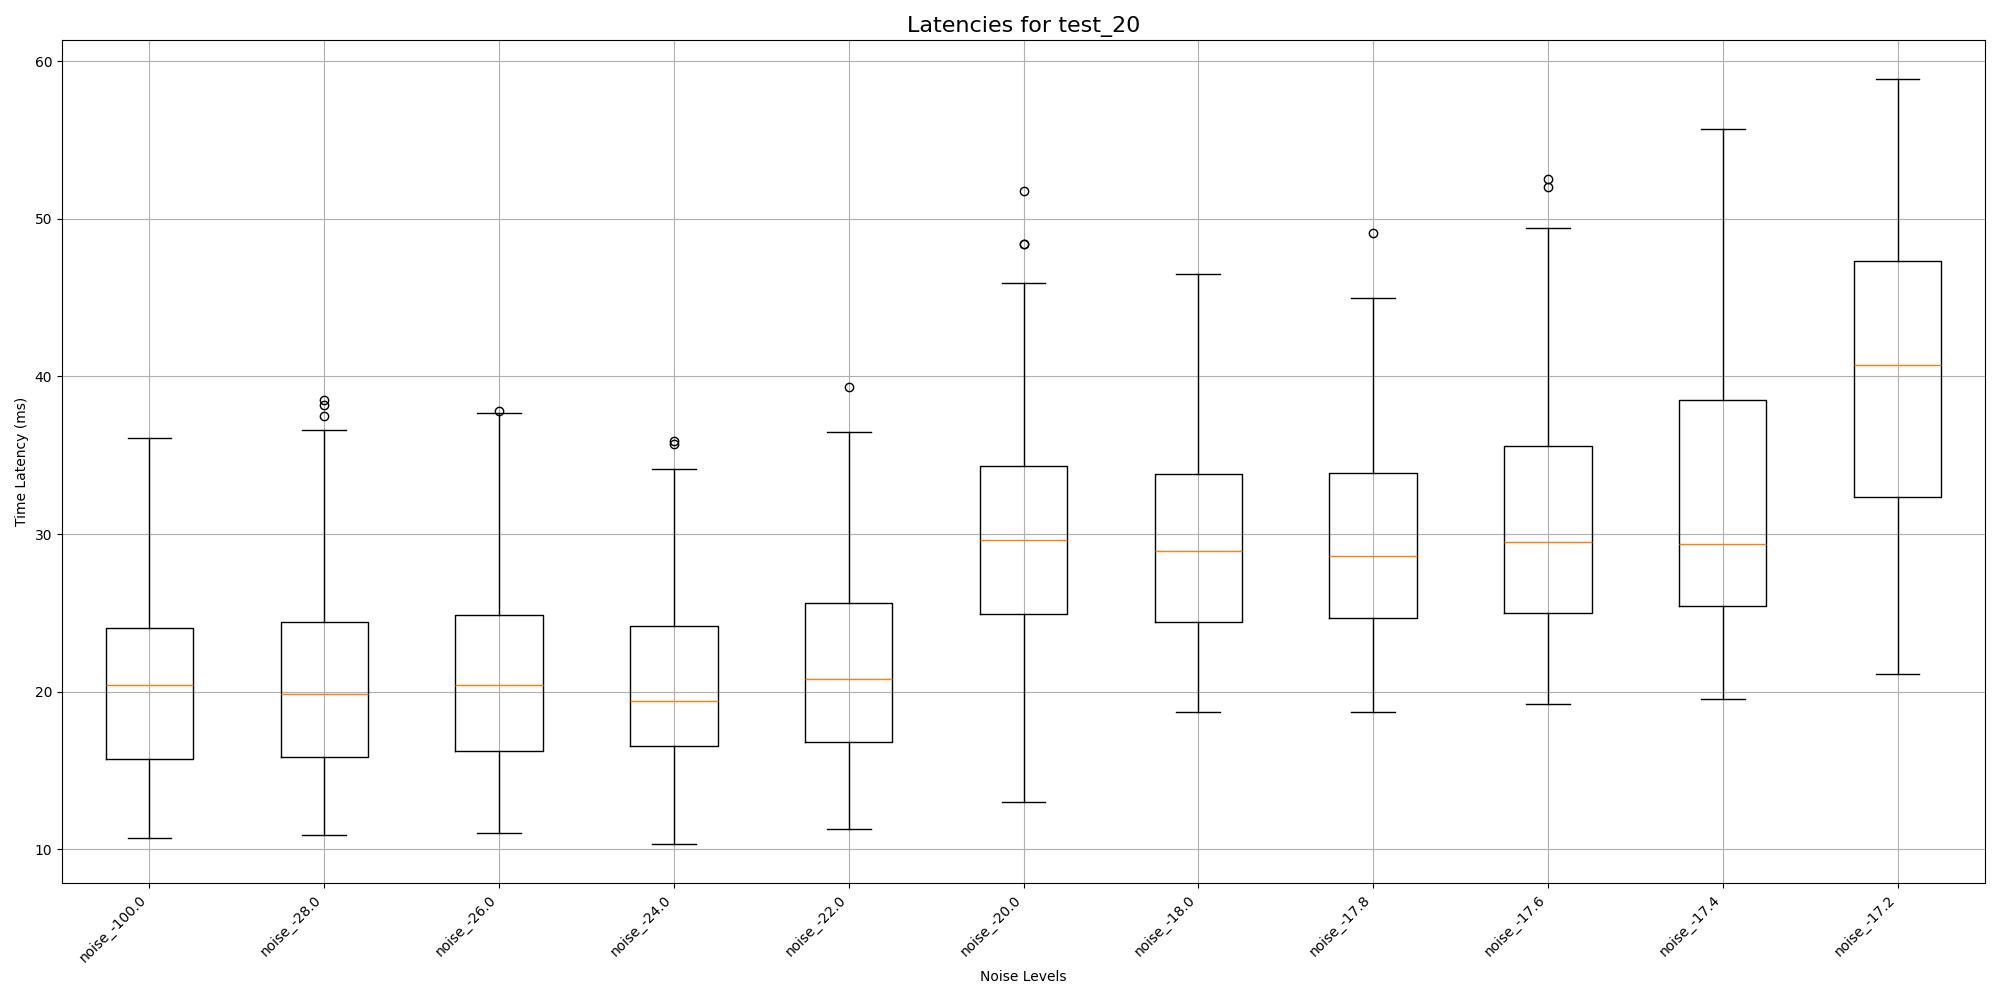 Latencies for test_20
Time Latency (ms)
60
50
40
30
20
10
noise_-100.0
noise_-28.0
noise_-26.0
noise_-24.0
noise_-22.0
noise_-20.0
noise_-18.0
noise_-17.8
noise_-17.6
noise_-17.4
noise_-17.2
Noise Levels